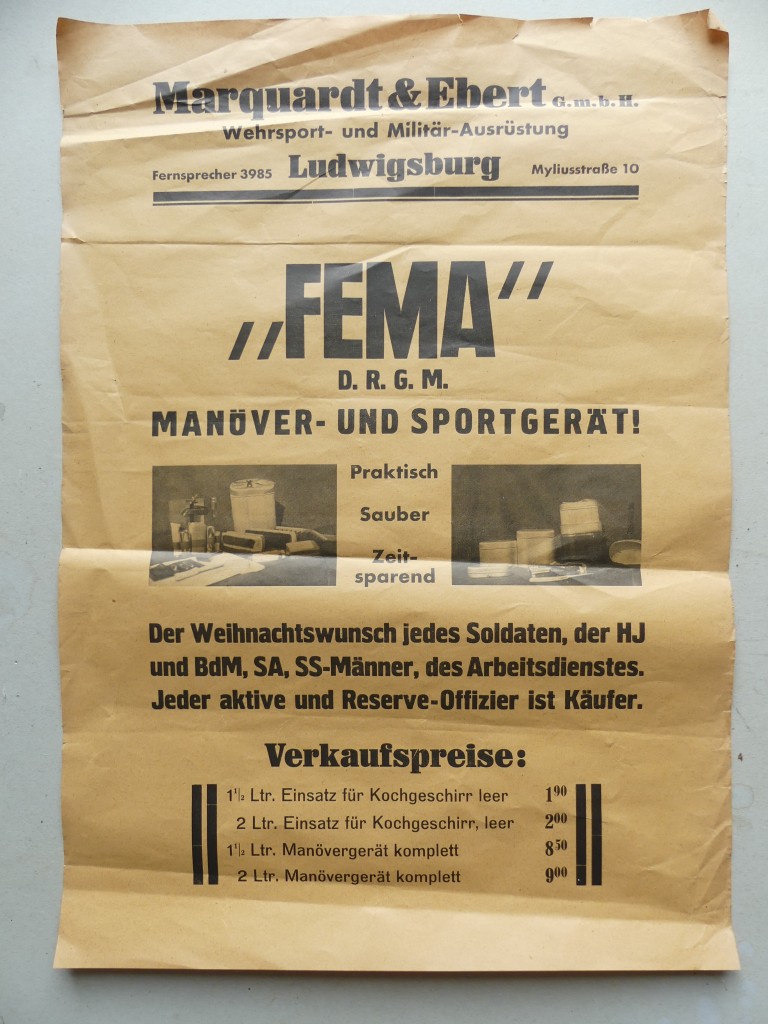 Marquardt & Ebert G.m.b.H.
Wehrsport- und Militär-Ausrüstung
Fernsprecher 3985 Ludwigsburg Myliusstraße 10
„FEMA“
D. R. G. M.
MANÖVER- UND SPORTGERÄT!
Praktisch
Sauber
Zeit-
sparend
Der Weihnachtswunsch jedes Soldaten, der HJ
und BdM, SA, SS-Männer, des Arbeitsdienstes.
Jeder aktive und Reserve-Offizier ist Käufer.
Verkaufspreise:
1½ Ltr. Einsatz für Kochgeschirr leer 1⁹⁰
2 Ltr. Einsatz für Kochgeschirr, leer 2⁰⁰
1½ Ltr. Manövergerät komplett 8⁵⁰
2 Ltr. Manövergerät komplett 9⁰⁰